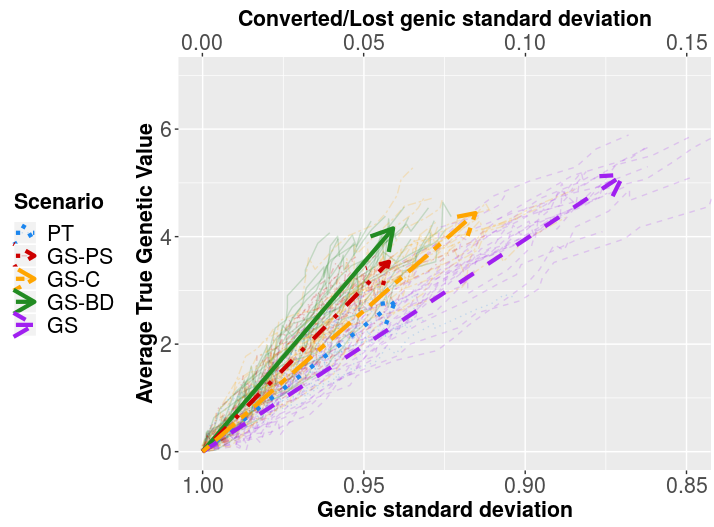 Converted/Lost genic standard deviation
0.00 0.05 0.10 0.15
Average True Genetic Value
6
4
2
0
Scenario
PT
GS-PS
GS-C
GS-BD
GS
1.00 0.95 0.90 0.85
Genic standard deviation